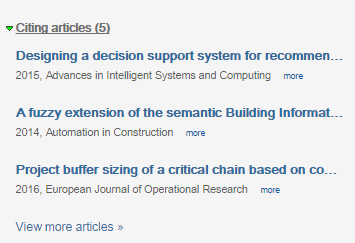 Citing articles (5)
Designing a decision support system for recommen...
2015, Advances in Intelligent Systems and Computing more
A fuzzy extension of the semantic Building Informat...
2014, Automation in Construction more
Project buffer sizing of a critical chain based on co...
2016, European Journal of Operational Research more
View more articles »